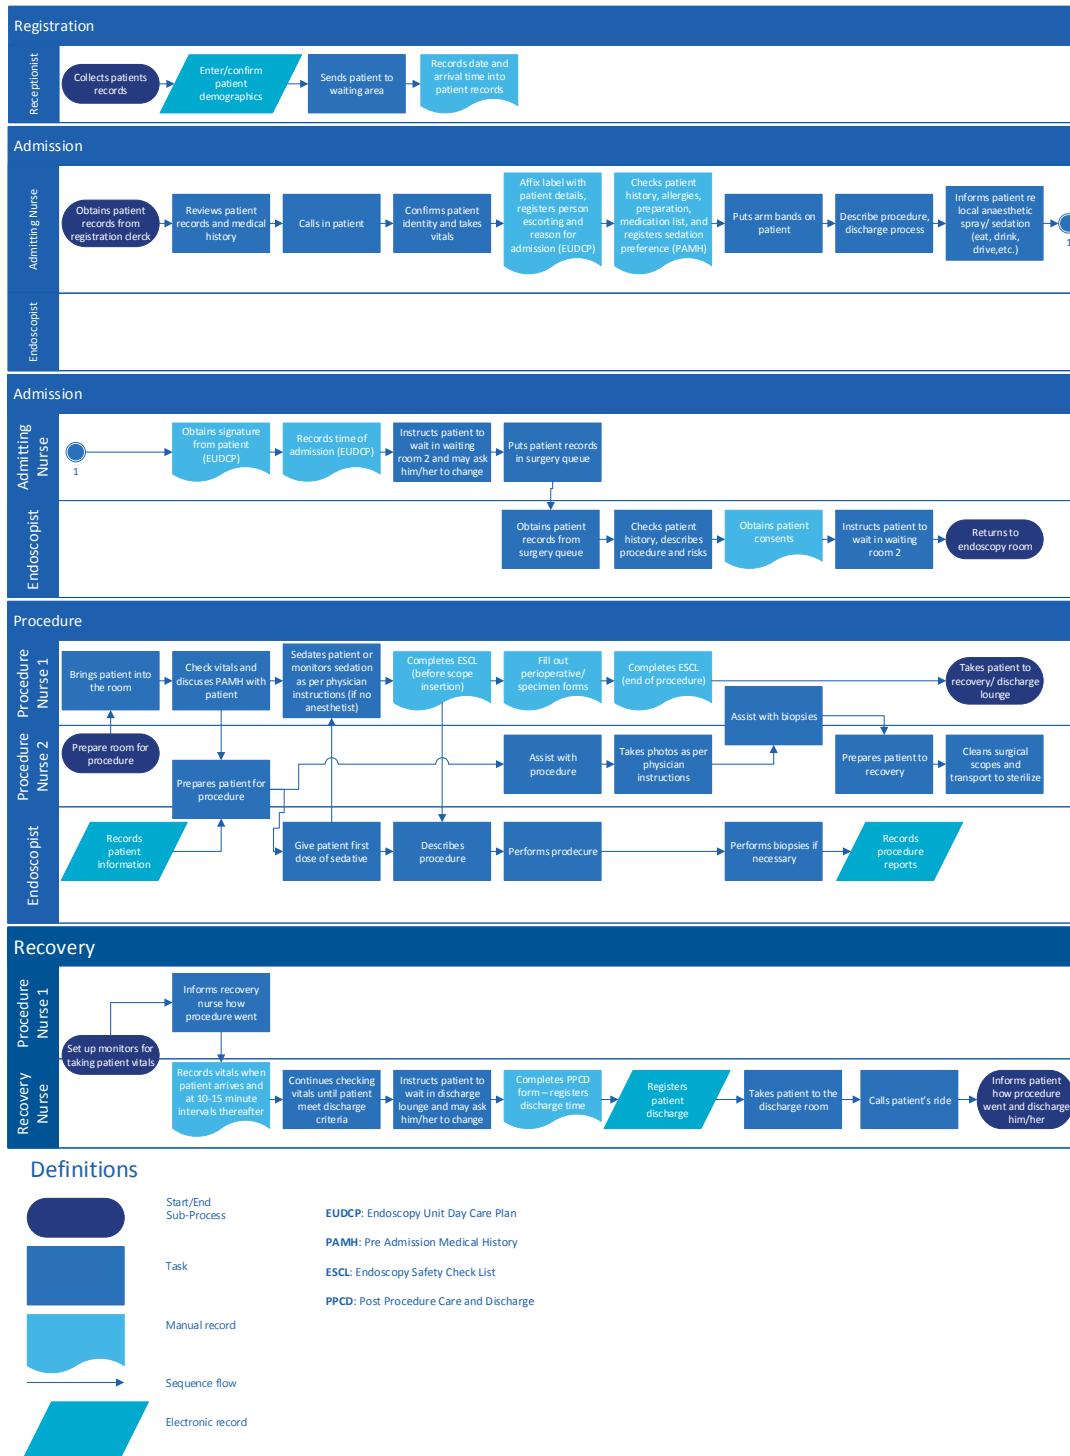 Registration
Receptionist
Collects patients
records
Enter/confirm
patient
demographics
Sends patient to
waiting area
Records date and
arrival time into
patient records
Admission
Admitting Nurse
Obtains patient
records from
registration clerck
Reviews patient
records and medical
history
Calls in patient
Confirms patient
identity and takes
vitals
Affix label with
patient details,
registers person
escorting and
reason for
admission (EUDCP)
Checks patient
history, allergies,
preparation,
medication list, and
registers sedation
preference (PAMH)
Puts arm bands on
patient
Describe procedure,
discharge process
Informs patient re
local anaesthetic
spray/ sedation
(eat, drink,
drive,etc.)
1
Endoscopist
Admission
Admitting
Nurse
1
Obtains signature
from patient
(EUDCP)
Records time of
admission (EUDCP)
Instructs patient to
wait in waiting
room 2 and may ask
him/her to change
Puts patient records
in surgery queue
Endoscopist
Obtains patient
records from
surgery queue
Checks patient
history, describes
procedure and risks
Obtains patient
consents
Instructs patient to
wait in waiting
room 2
Returns to
endoscopy room
Procedure
Procedure
Nurse 1
Brings patient into
the room
Check vitals and
discuses PAMH with
patient
Sedates patient or
monitors sedation
as per physician
instructions (if no
anesthetist)
Completes ESCL
(before scope
insertion)
Fill out
perioperative/
specimen forms
Completes ESCL
(end of procedure)
Takes patient to
recovery/ discharge
lounge
Assist with biopsies
Procedure
Nurse 2
Prepare room for
procedure
Prepares patient for
procedure
Assist with
procedure
Takes photos as per
physician
instructions
Prepares patient to
recovery
Cleans surgical
scopes and
transport to sterilize
Endoscopist
Records
patient
information
Give patient first
dose of sedative
Describes
procedure
Performs prodecure
Performs biopsies if
necessary
Records
procedure
reports
Recovery
Procedure
Nurse 1
Informs recovery
nurse how
procedure went
Set up monitors for
taking patient vitals
Recovery
Nurse
Records vitals when
patient arrives and
at 10-15 minute
intervals thereafter
Continues checking
vitals until patient
meet discharge
criteria
Instructs patient to
wait in discharge
lounge and may ask
him/her to change
Completes PPCD
form – registers
discharge time
Registers
patient
discharge
Takes patient to the
discharge room
Calls patient's ride
Informs patient
how procedure
went and discharge
him/her
Definitions
Start/End
Sub-Process
Task
Manual record
Sequence flow
Electronic record
EUDCP: Endoscopy Unit Day Care Plan
PAMH: Pre Admission Medical History
ESCL: Endoscopy Safety Check List
PPCD: Post Procedure Care and Discharge